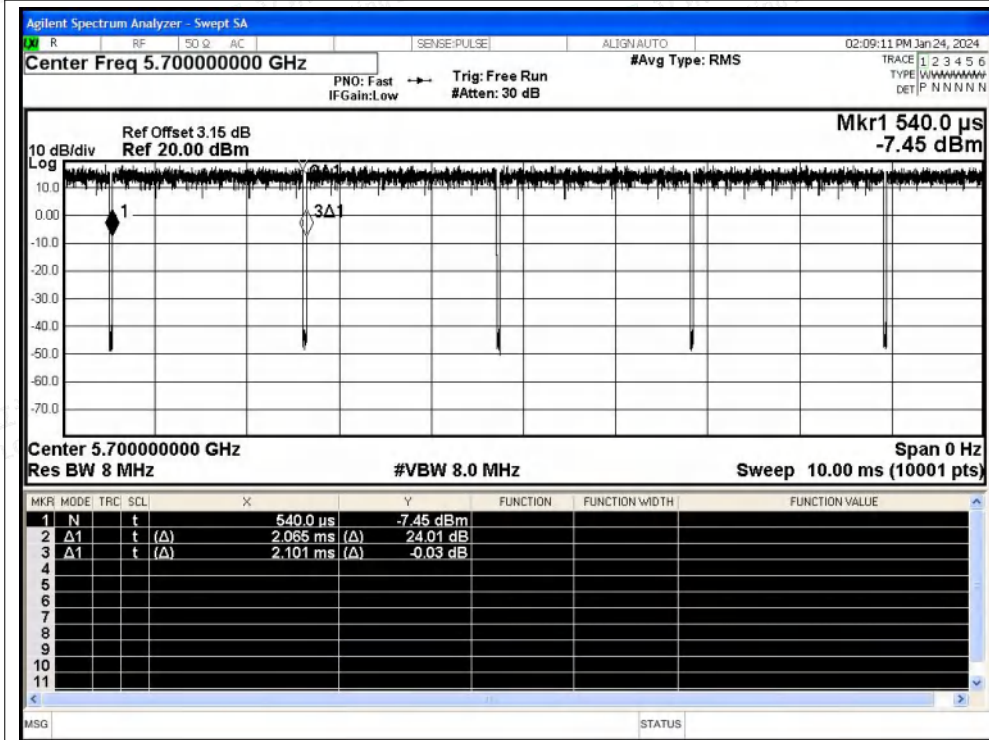 Agilent Spectrum Analyzer - Swept SA
LXI R RF 50 Ω AC SENSE:PULSE ALIGN AUTO 02:09:11 PM Jan 24, 2024
Center Freq 5.700000000 GHz #Avg Type: RMS TRACE 1 2 3 4 5 6
PNO: Fast Trig: Free Run TYPE WWWWWW
IFGain:Low #Atten: 30 dB DET P N N N N N
Mkr1 540.0 µs
Ref Offset 3.15 dB
10 dB/div Ref 20.00 dBm -7.45 dBm
Log
2Δ1
10.0
0.00
1 3Δ1
-10.0
-20.0
-30.0
-40.0
-50.0
-60.0
-70.0
Center 5.700000000 GHz Span 0 Hz
Res BW 8 MHz #VBW 8.0 MHz Sweep 10.00 ms (10001 pts)
MKR MODE TRC SCL X Y FUNCTION FUNCTION WIDTH FUNCTION VALUE
1 N t 540.0 µs -7.45 dBm
2 Δ1 t (Δ) 2.065 ms (Δ) 24.01 dB
3 Δ1 t (Δ) 2.101 ms (Δ) -0.03 dB
4
5
6
7
8
9
10
11
MSG STATUS